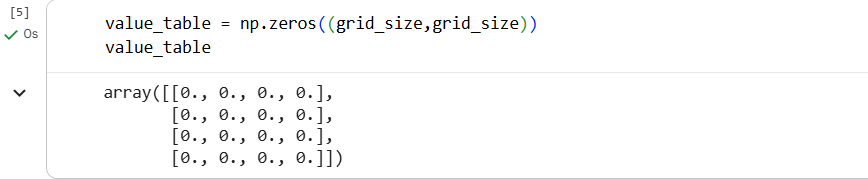 [5]
0s
value_table = np.zeros((grid_size,grid_size))
value_table
array([[0., 0., 0., 0.],
       [0., 0., 0., 0.],
       [0., 0., 0., 0.],
       [0., 0., 0., 0.]])